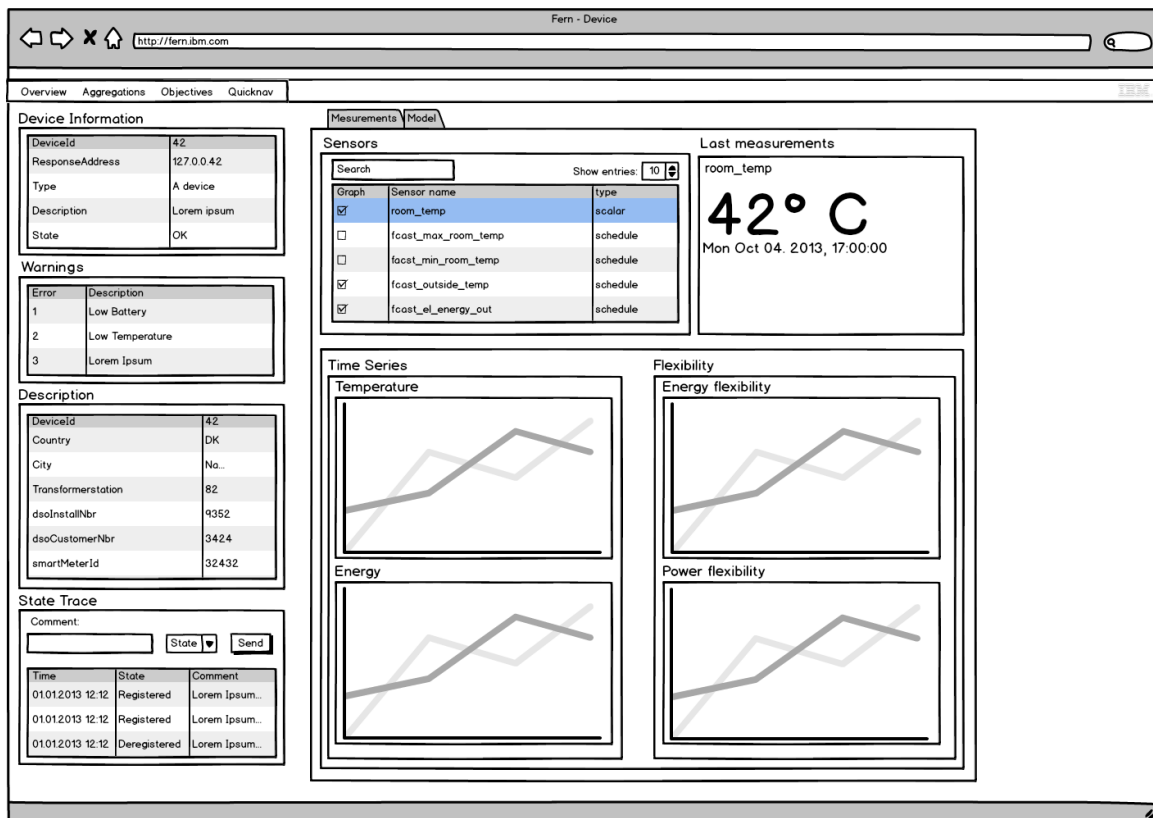 Fern - Device
http://fern.ibm.com
Overview Aggregations Objectives Quicknav
IBM
Device Information
DeviceId 42
ResponseAddress 127.0.0.42
Type A device
Description Lorem ipsum
State OK
Warnings
Error Description
1 Low Battery
2 Low Temperature
3 Lorem Ipsum
Description
DeviceId 42
Country DK
City Na...
Transformerstation 82
dsoInstallNbr 9352
dsoCustomerNbr 3424
smartMeterId 32432
State Trace
Comment:
State Send
Time State Comment
01.01.2013 12:12 Registered Lorem Ipsum...
01.01.2013 12:12 Registered Lorem Ipsum...
01.01.2013 12:12 Deregistered Lorem Ipsum...
Mesurements Model
Sensors
Search Show entries: 10
Graph Sensor name type
room_temp scalar
fcast_max_room_temp schedule
facst_min_room_temp schedule
fcast_outside_temp schedule
fcast_el_energy_out schedule
Last measurements
room_temp
42° C
Mon Oct 04. 2013, 17:00:00
Time Series
Temperature
Energy
Flexibility
Energy flexibility
Power flexibility